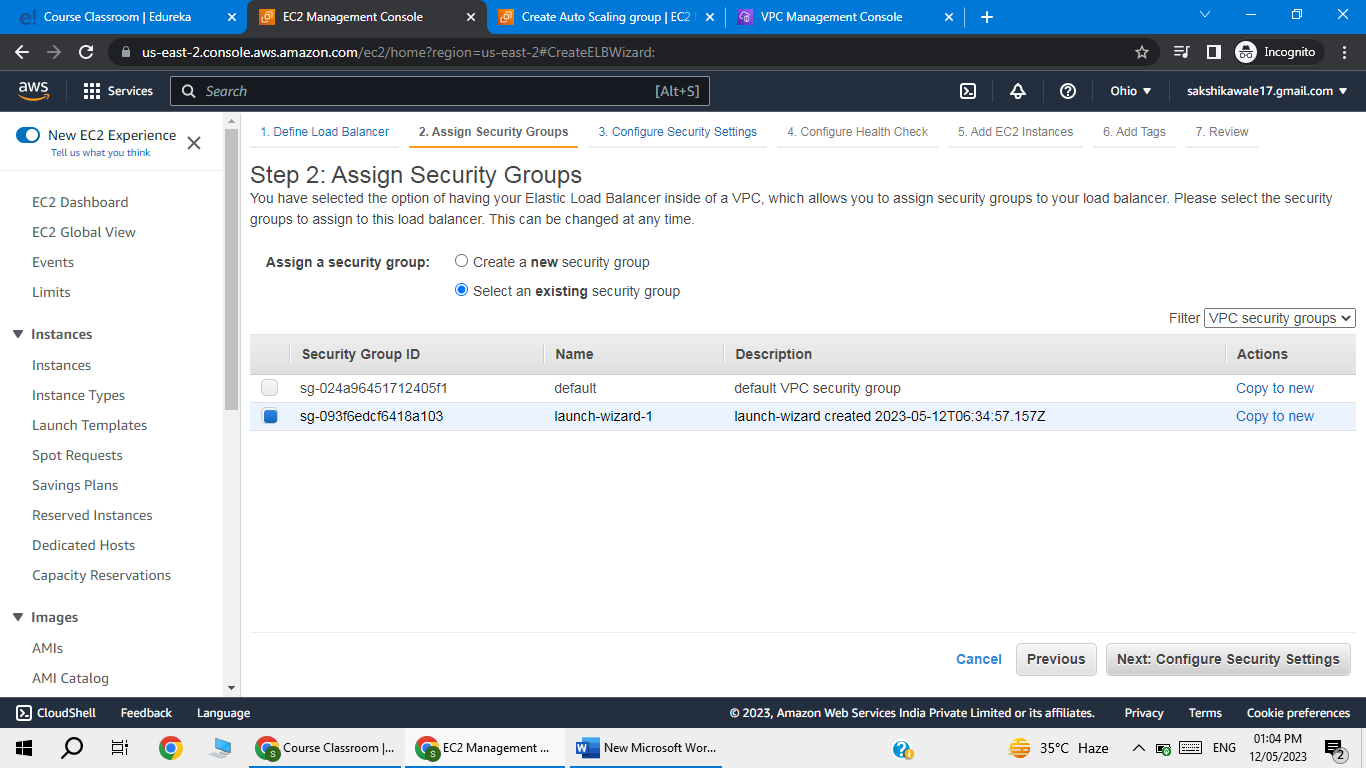 Course Classroom | Edureka
EC2 Management Console
Create Auto Scaling group | EC2
VPC Management Console
us-east-2.console.aws.amazon.com/ec2/home?region=us-east-2#CreateELBWizard:
Incognito
aws
Services
Search
[Alt+S]
Ohio
sakshikawale17.gmail.com
New EC2 Experience
Tell us what you think
EC2 Dashboard
EC2 Global View
Events
Limits
Instances
Instances
Instance Types
Launch Templates
Spot Requests
Savings Plans
Reserved Instances
Dedicated Hosts
Capacity Reservations
Images
AMIs
AMI Catalog
1. Define Load Balancer
2. Assign Security Groups
3. Configure Security Settings
4. Configure Health Check
5. Add EC2 Instances
6. Add Tags
7. Review
Step 2: Assign Security Groups
You have selected the option of having your Elastic Load Balancer inside of a VPC, which allows you to assign security groups to your load balancer. Please select the security
groups to assign to this load balancer. This can be changed at any time.
Assign a security group:
Create a new security group
Select an existing security group
Filter VPC security groups
Security Group ID Name Description Actions
sg-024a96451712405f1 default default VPC security group Copy to new
sg-093f6edcf6418a103 launch-wizard-1 launch-wizard created 2023-05-12T06:34:57.157Z Copy to new
Cancel
Previous
Next: Configure Security Settings
CloudShell
Feedback
Language
© 2023, Amazon Web Services India Private Limited or its affiliates.
Privacy
Terms
Cookie preferences
Course Classroom |...
EC2 Management ...
New Microsoft Wor...
35°C Haze
ENG
01:04 PM
12/05/2023
2